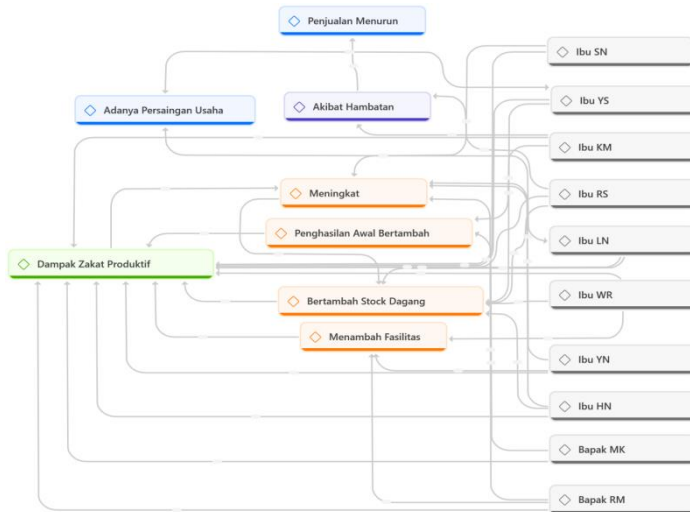 Penjualan Menurun
Ibu SN
Adanya Persaingan Usaha
Akibat Hambatan
Ibu YS
Ibu KM
Meningkat
Ibu RS
Penghasilan Awal Bertambah
Ibu LN
Dampak Zakat Produktif
Bertambah Stock Dagang
Ibu WR
Menambah Fasilitas
Ibu YN
Ibu HN
Bapak MK
Bapak RM